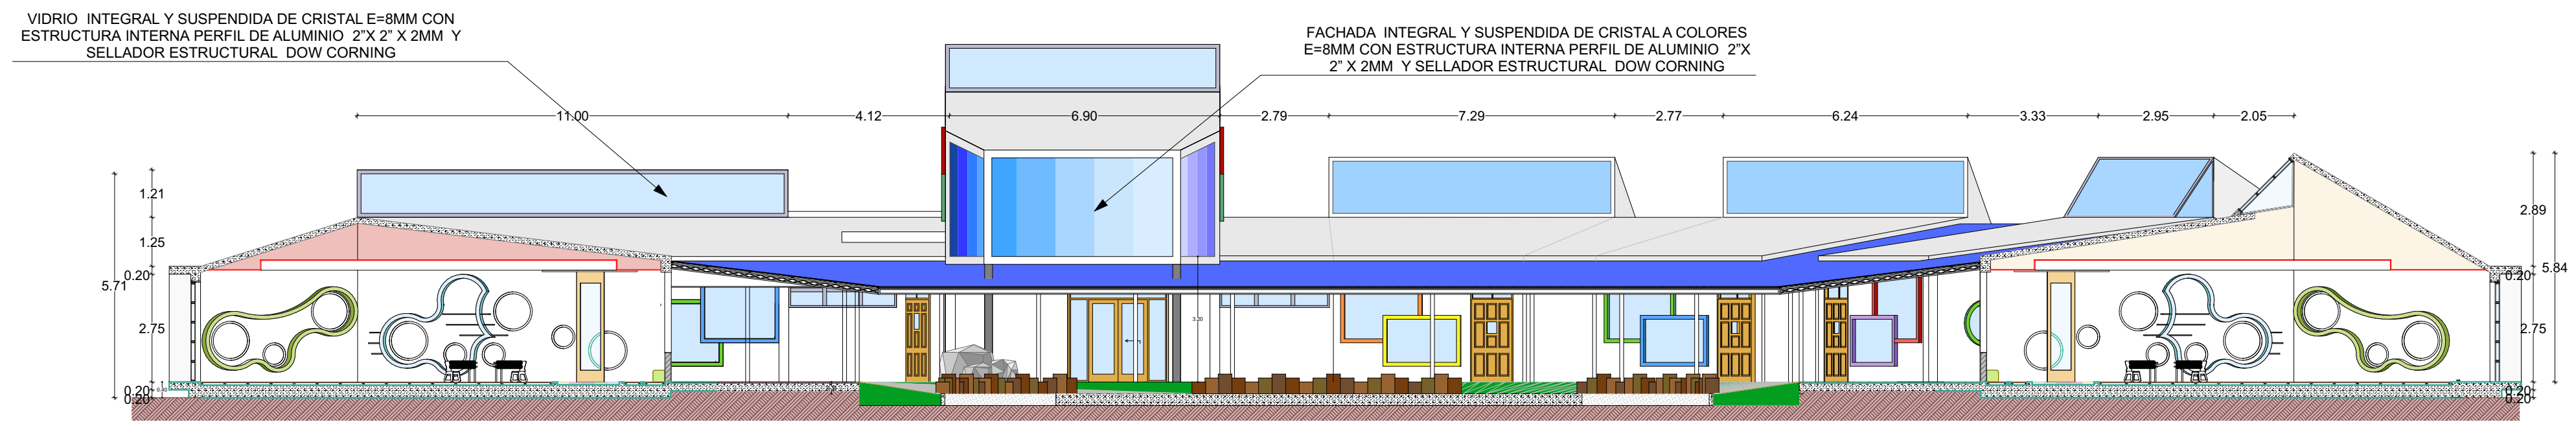 VIDRIO INTEGRAL Y SUSPENDIDA DE CRISTAL E=8MM CON
ESTRUCTURA INTERNA PERFIL DE ALUMINIO 2”X 2” X 2MM Y
SELLADOR ESTRUCTURAL DOW CORNING
FACHADA INTEGRAL Y SUSPENDIDA DE CRISTAL A COLORES
E=8MM CON ESTRUCTURA INTERNA PERFIL DE ALUMINIO 2”X
2” X 2MM Y SELLADOR ESTRUCTURAL DOW CORNING
11.00 4.12 6.90 2.79 7.29 2.77 6.24 3.33 2.95 2.05
1.21
1.25
0.20
5.71
2.75
0.20
0.20
0.40
3.20
2.89
5.84
0.20
2.75
0.20
0.20